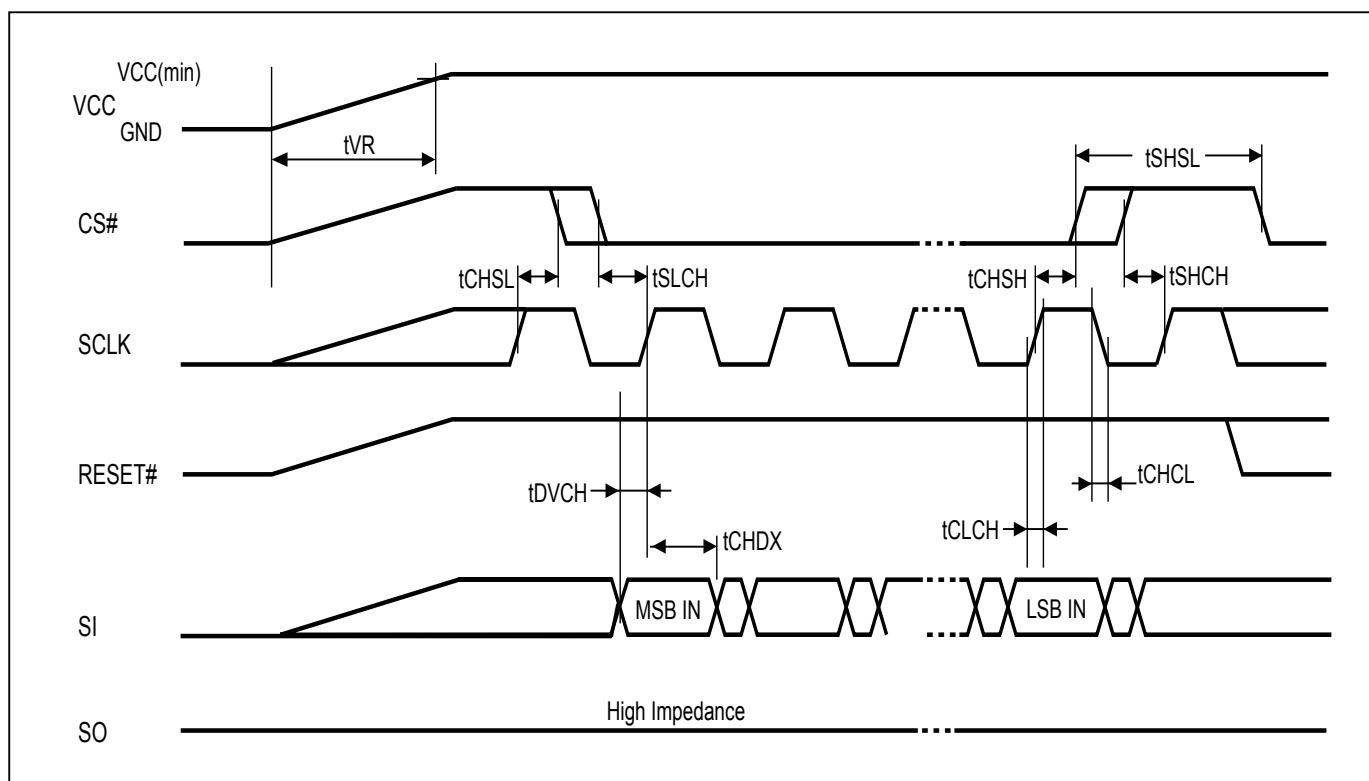 VCC(min)
VCC
GND
tVR
tSHSL
CS#
tCHSL
tSLCH
tCHSH
tSHCH
SCLK
RESET#
tDVCH
tCHCL
tCLCH
tCHDX
SI
MSB IN
LSB IN
High Impedance
SO